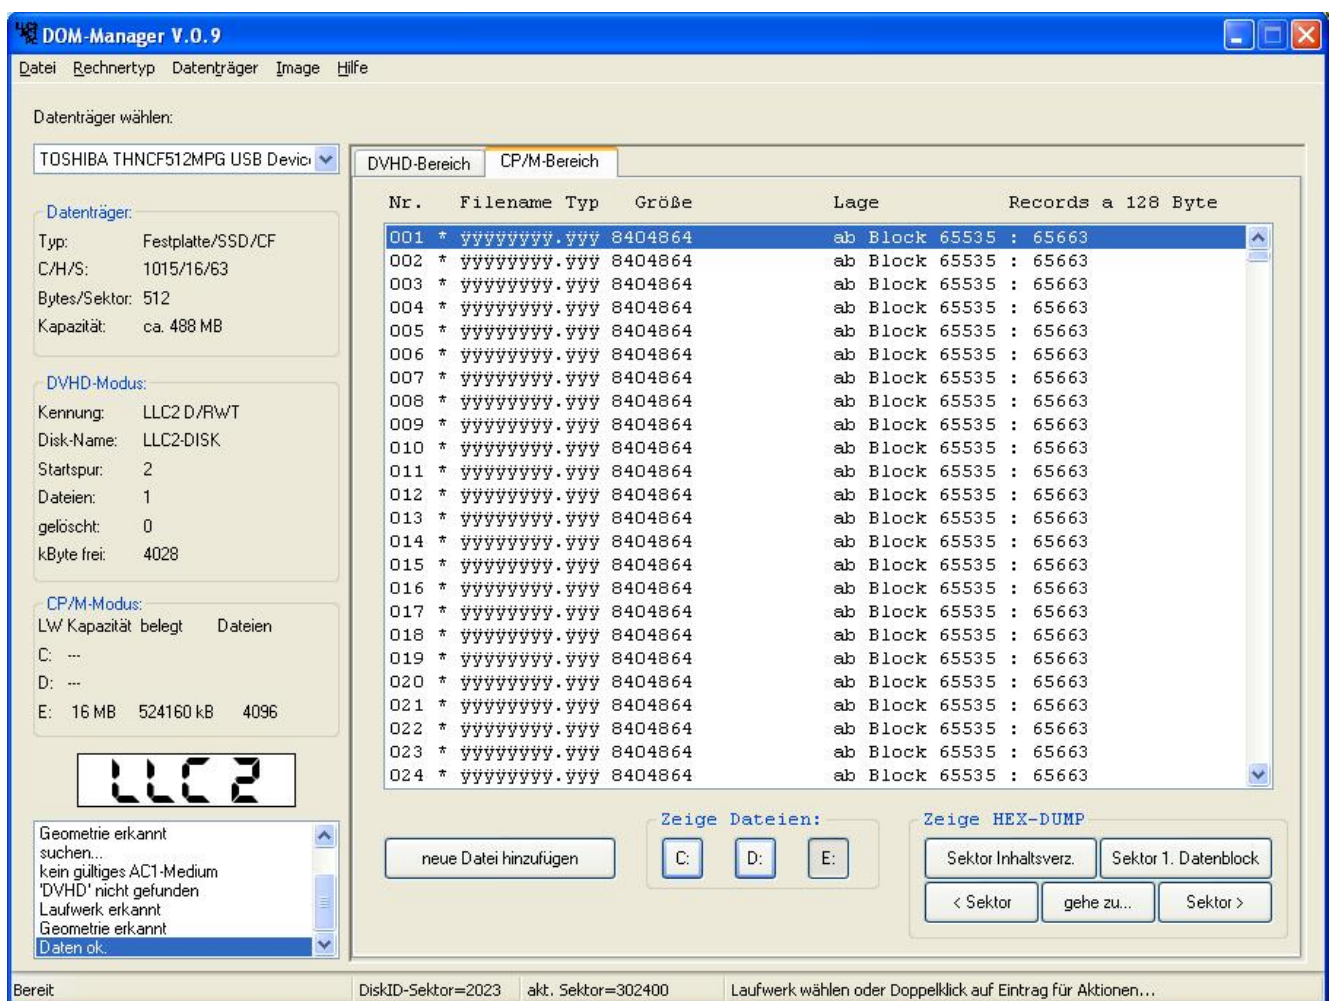 DOM-Manager V.0.9
Datei Rechnertyp Datenträger Image Hilfe
Datenträger wählen:
TOSHIBA THNCF512MPG USB Devic
Datenträger:
Typ: Festplatte/SSD/CF
C/H/S: 1015/16/63
Bytes/Sektor: 512
Kapazität: ca. 488 MB
DVHD-Modus:
Kennung: LLC2 D/RWT
Disk-Name: LLC2-DISK
Startspur: 2
Dateien: 1
gelöscht: 0
kByte frei: 4028
CP/M-Modus:
LW Kapazität belegt Dateien
C: ---
D: ---
E: 16 MB 524160 kB 4096
LLC2
Geometrie erkannt
suchen...
kein gültiges AC1-Medium
'DVHD' nicht gefunden
Laufwerk erkannt
Geometrie erkannt
Daten ok.
DVHD-Bereich CP/M-Bereich
Nr. Filename Typ Größe Lage Records a 128 Byte
001 * ÿÿÿÿÿÿÿÿ.ÿÿÿ 8404864 ab Block 65535 : 65663
002 * ÿÿÿÿÿÿÿÿ.ÿÿÿ 8404864 ab Block 65535 : 65663
003 * ÿÿÿÿÿÿÿÿ.ÿÿÿ 8404864 ab Block 65535 : 65663
004 * ÿÿÿÿÿÿÿÿ.ÿÿÿ 8404864 ab Block 65535 : 65663
005 * ÿÿÿÿÿÿÿÿ.ÿÿÿ 8404864 ab Block 65535 : 65663
006 * ÿÿÿÿÿÿÿÿ.ÿÿÿ 8404864 ab Block 65535 : 65663
007 * ÿÿÿÿÿÿÿÿ.ÿÿÿ 8404864 ab Block 65535 : 65663
008 * ÿÿÿÿÿÿÿÿ.ÿÿÿ 8404864 ab Block 65535 : 65663
009 * ÿÿÿÿÿÿÿÿ.ÿÿÿ 8404864 ab Block 65535 : 65663
010 * ÿÿÿÿÿÿÿÿ.ÿÿÿ 8404864 ab Block 65535 : 65663
011 * ÿÿÿÿÿÿÿÿ.ÿÿÿ 8404864 ab Block 65535 : 65663
012 * ÿÿÿÿÿÿÿÿ.ÿÿÿ 8404864 ab Block 65535 : 65663
013 * ÿÿÿÿÿÿÿÿ.ÿÿÿ 8404864 ab Block 65535 : 65663
014 * ÿÿÿÿÿÿÿÿ.ÿÿÿ 8404864 ab Block 65535 : 65663
015 * ÿÿÿÿÿÿÿÿ.ÿÿÿ 8404864 ab Block 65535 : 65663
016 * ÿÿÿÿÿÿÿÿ.ÿÿÿ 8404864 ab Block 65535 : 65663
017 * ÿÿÿÿÿÿÿÿ.ÿÿÿ 8404864 ab Block 65535 : 65663
018 * ÿÿÿÿÿÿÿÿ.ÿÿÿ 8404864 ab Block 65535 : 65663
019 * ÿÿÿÿÿÿÿÿ.ÿÿÿ 8404864 ab Block 65535 : 65663
020 * ÿÿÿÿÿÿÿÿ.ÿÿÿ 8404864 ab Block 65535 : 65663
021 * ÿÿÿÿÿÿÿÿ.ÿÿÿ 8404864 ab Block 65535 : 65663
022 * ÿÿÿÿÿÿÿÿ.ÿÿÿ 8404864 ab Block 65535 : 65663
023 * ÿÿÿÿÿÿÿÿ.ÿÿÿ 8404864 ab Block 65535 : 65663
024 * ÿÿÿÿÿÿÿÿ.ÿÿÿ 8404864 ab Block 65535 : 65663
neue Datei hinzufügen
Zeige Dateien:
C: D: E:
Zeige HEX-DUMP
Sektor Inhaltsverz. Sektor 1. Datenblock
< Sektor gehe zu... Sektor >
Bereit DiskID-Sektor=2023 akt. Sektor=302400 Laufwerk wählen oder Doppelklick auf Eintrag für Aktionen...